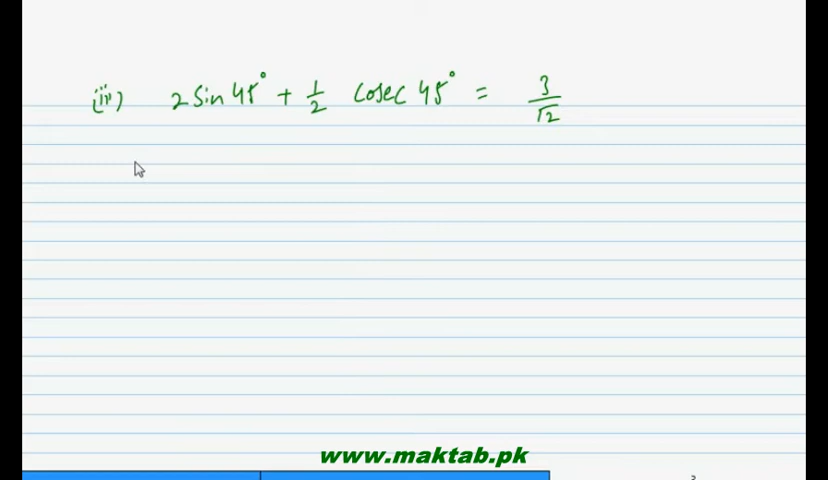 (iii) 2 sin 45° + 1/2 cosec 45° = 3/√2
www.maktab.pk